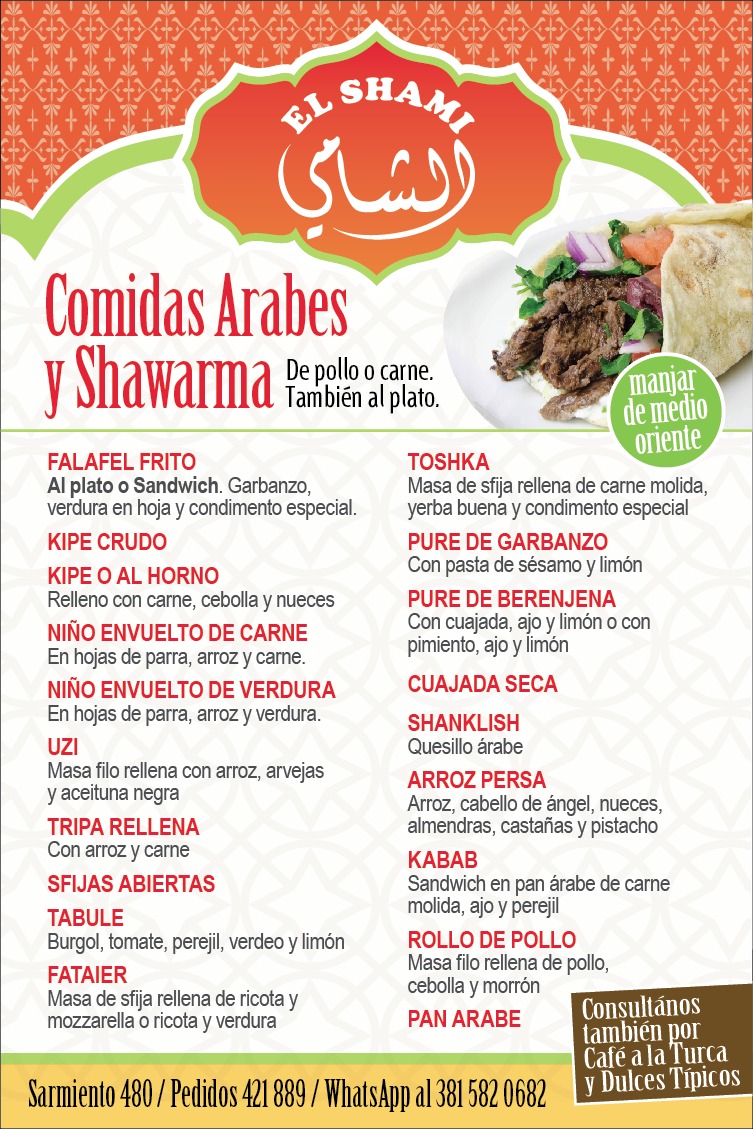 EL SHAMI
الشامي
Comidas Arabes
y Shawarma
De pollo o carne.
También al plato.
manjar
de medio
oriente
FALAFEL FRITO
Al plato o Sandwich. Garbanzo,
verdura en hoja y condimento especial.
KIPE CRUDO
KIPE O AL HORNO
Relleno con carne, cebolla y nueces
NIÑO ENVUELTO DE CARNE
En hojas de parra, arroz y carne.
NIÑO ENVUELTO DE VERDURA
En hojas de parra, arroz y verdura.
UZI
Masa filo rellena con arroz, arvejas
y aceituna negra
TRIPA RELLENA
Con arroz y carne
SFIJAS ABIERTAS
TABULE
Burgol, tomate, perejil, verdeo y limón
FATAIER
Masa de sfija rellena de ricota y
mozzarella o ricota y verdura
TOSHKA
Masa de sfija rellena de carne molida,
yerba buena y condimento especial
PURE DE GARBANZO
Con pasta de sésamo y limón
PURE DE BERENJENA
Con cuajada, ajo y limón o con
pimiento, ajo y limón
CUAJADA SECA
SHANKLISH
Quesillo árabe
ARROZ PERSA
Arroz, cabello de ángel, nueces,
almendras, castañas y pistacho
KABAB
Sandwich en pan árabe de carne
molida, ajo y perejil
ROLLO DE POLLO
Masa filo rellena de pollo,
cebolla y morrón
PAN ARABE
Consultános
también por
Café a la Turca
y Dulces Típicos
Sarmiento 480 / Pedidos 421 889 / WhatsApp al 381 582 0682